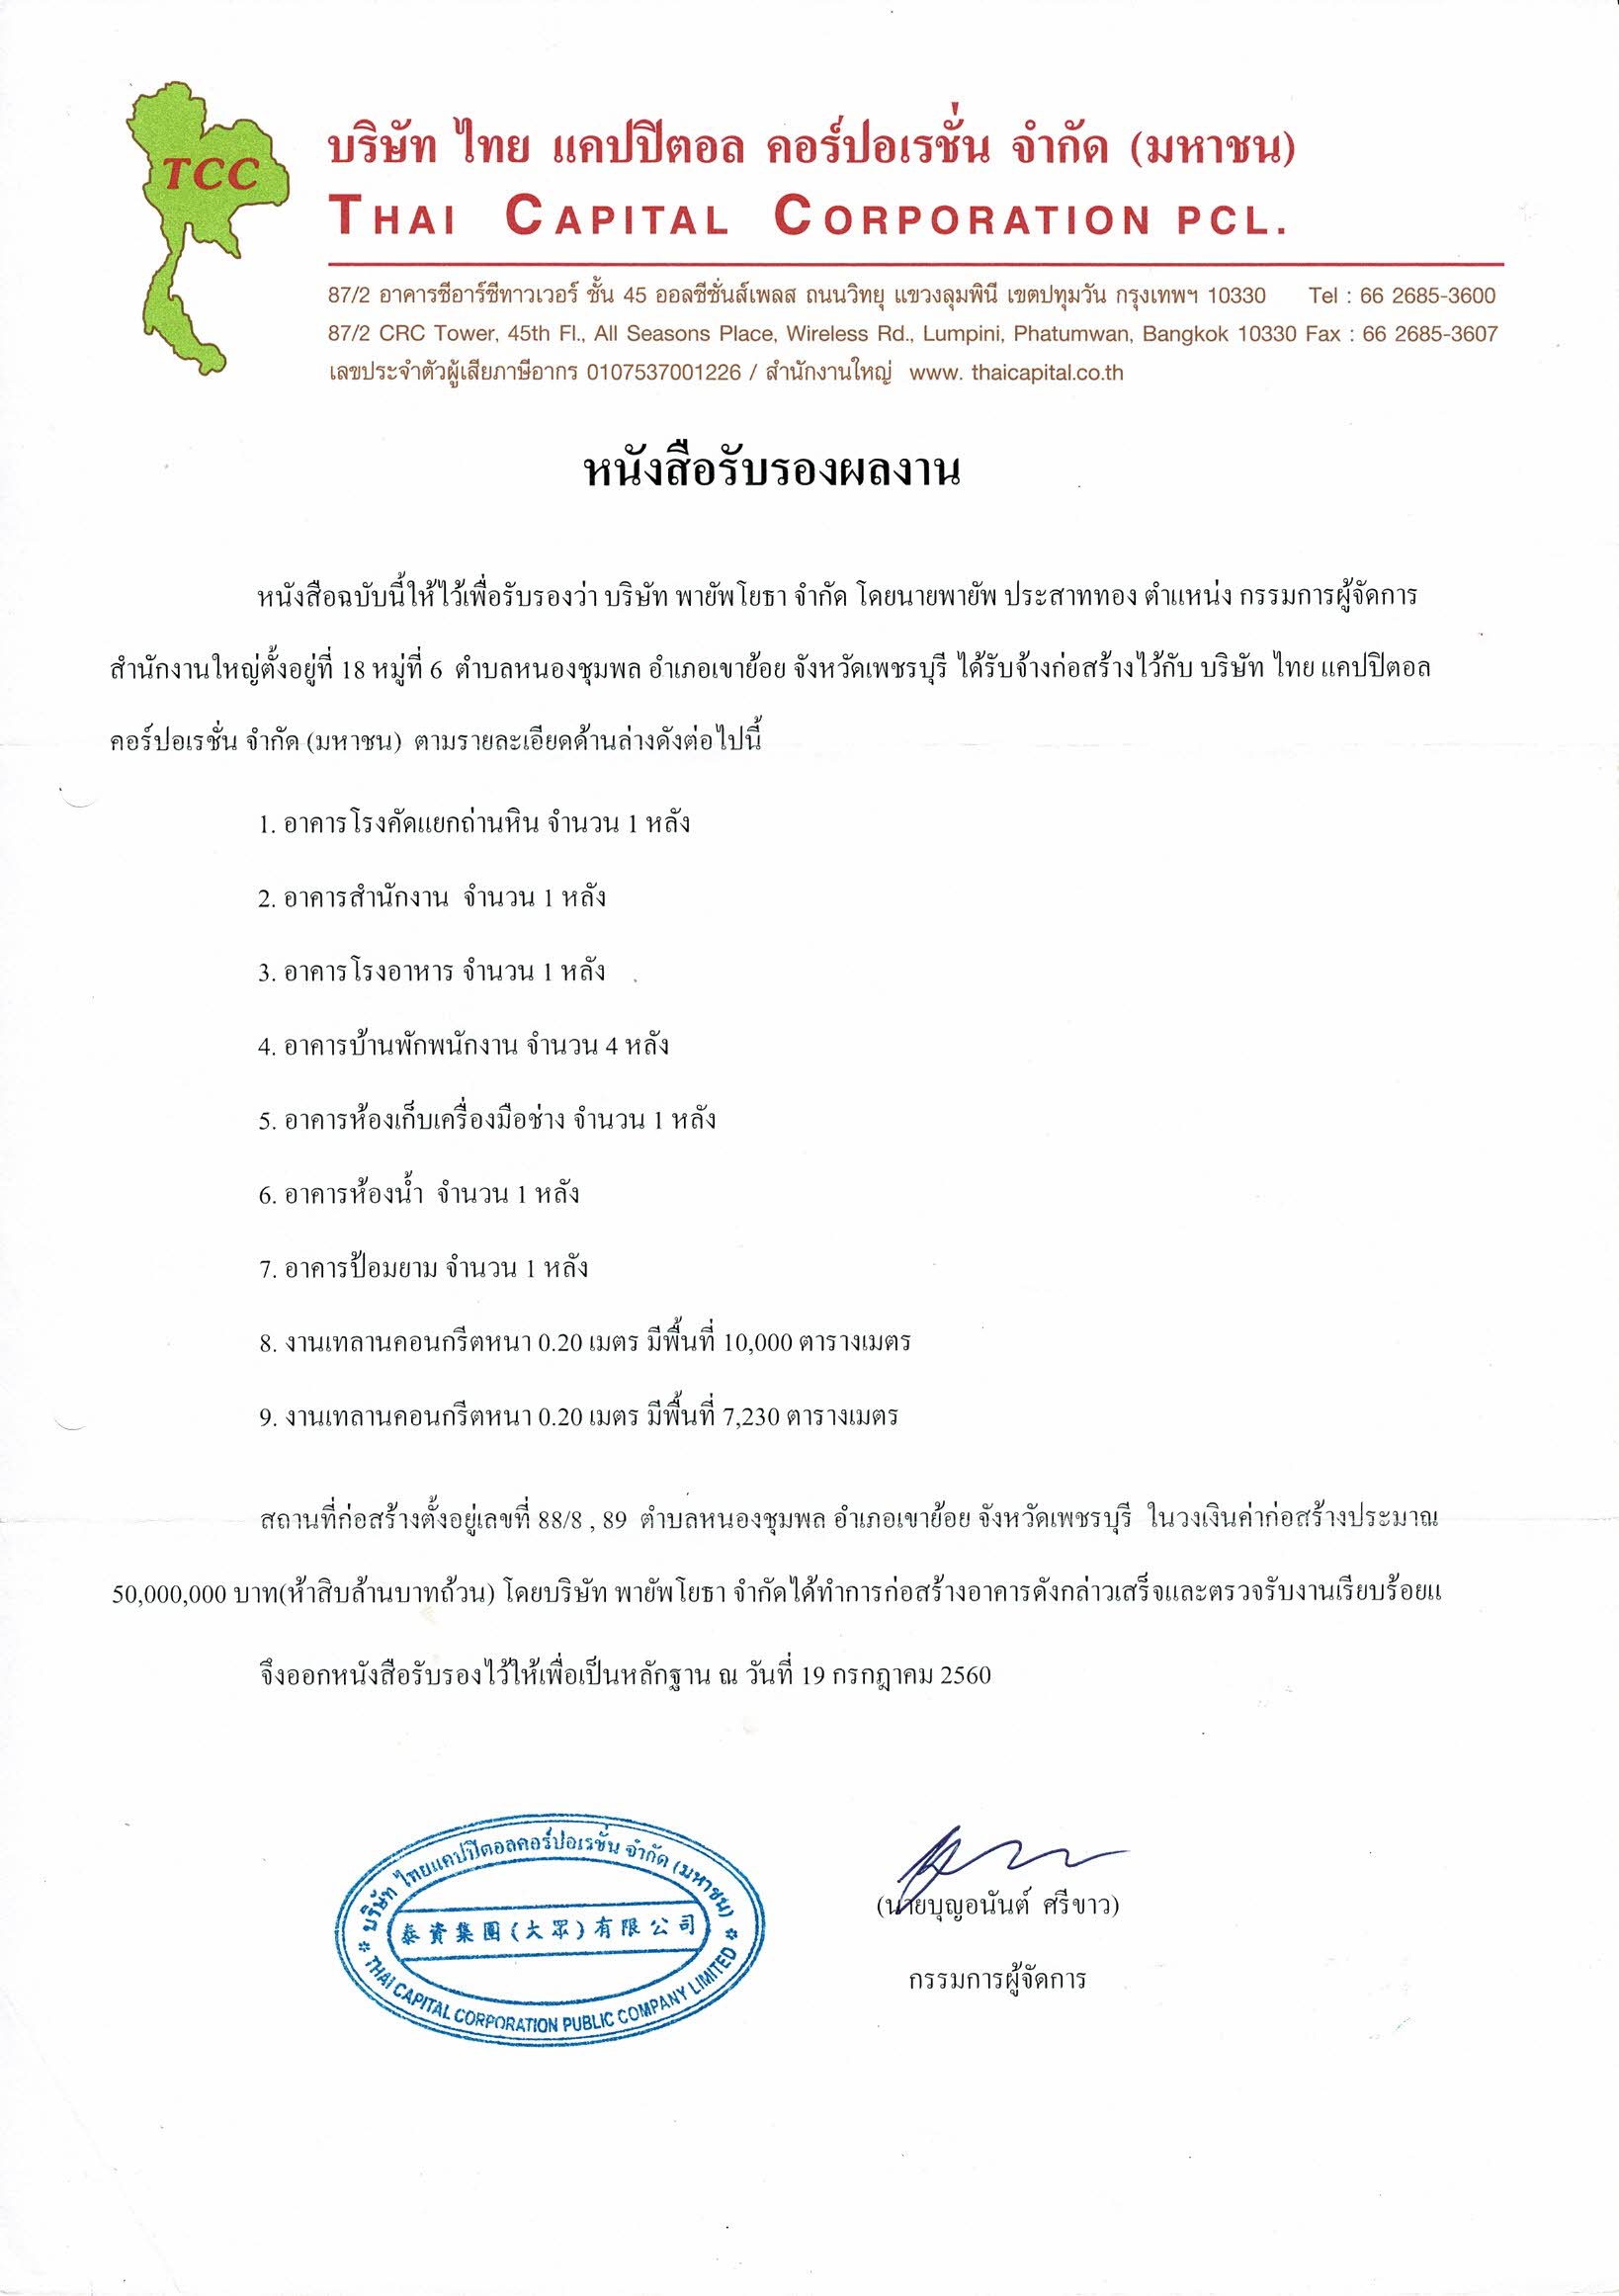 TCC
บริษัท ไทย แคปปิตอล คอร์ปอเรชั่น จำกัด (มหาชน)
THAI CAPITAL CORPORATION PCL.
87/2 อาคารซีอาร์ซีทาวเวอร์ ชั้น 45 ออลซีซั่นส์เพลส ถนนวิทยุ แขวงลุมพินี เขตปทุมวัน กรุงเทพฯ 10330 Tel : 66 2685-3600
87/2 CRC Tower, 45th Fl., All Seasons Place, Wireless Rd., Lumpini, Phatumwan, Bangkok 10330 Fax : 66 2685-3607
เลขประจำตัวผู้เสียภาษีอากร 0107537001226 / สำนักงานใหญ่ www. thaicapital.co.th
หนังสือรับรองผลงาน
หนังสือฉบับนี้ให้ไว้เพื่อรับรองว่า บริษัท พายัพโยธา จำกัด โดยนายพายัพ ประสาททอง ตำแหน่ง กรรมการผู้จัดการ
สำนักงานใหญ่ตั้งอยู่ที่ 18 หมู่ที่ 6 ตำบลหนองชุมพล อำเภอเขาย้อย จังหวัดเพชรบุรี ได้รับจ้างก่อสร้างไว้กับ บริษัท ไทย แคปปิตอล
คอร์ปอเรชั่น จำกัด (มหาชน) ตามรายละเอียดด้านล่างดังต่อไปนี้
1. อาคารโรงคัดแยกถ่านหิน จำนวน 1 หลัง
2. อาคารสำนักงาน จำนวน 1 หลัง
3. อาคารโรงอาหาร จำนวน 1 หลัง
4. อาคารบ้านพักพนักงาน จำนวน 4 หลัง
5. อาคารห้องเก็บเครื่องมือช่าง จำนวน 1 หลัง
6. อาคารห้องน้ำ จำนวน 1 หลัง
7. อาคารป้อมยาม จำนวน 1 หลัง
8. งานเทลานคอนกรีตหนา 0.20 เมตร มีพื้นที่ 10,000 ตารางเมตร
9. งานเทลานคอนกรีตหนา 0.20 เมตร มีพื้นที่ 7,230 ตารางเมตร
สถานที่ก่อสร้างตั้งอยู่เลขที่ 88/8 , 89 ตำบลหนองชุมพล อำเภอเขาย้อย จังหวัดเพชรบุรี ในวงเงินค่าก่อสร้างประมาณ
50,000,000 บาท(ห้าสิบล้านบาทถ้วน) โดยบริษัท พายัพโยธา จำกัดได้ทำการก่อสร้างอาคารดังกล่าวเสร็จและตรวจรับงานเรียบร้อยแ
จึงออกหนังสือรับรองไว้ให้เพื่อเป็นหลักฐาน ณ วันที่ 19 กรกฎาคม 2560
บริษัท ไทยแคปปิตอลคอร์ปอเรชั่น จำกัด (มหาชน)
泰資集團(大眾)有限公司
THAI CAPITAL CORPORATION PUBLIC COMPANY LIMITED
(นายบุญอนันต์ ศรีขาว)
กรรมการผู้จัดการ